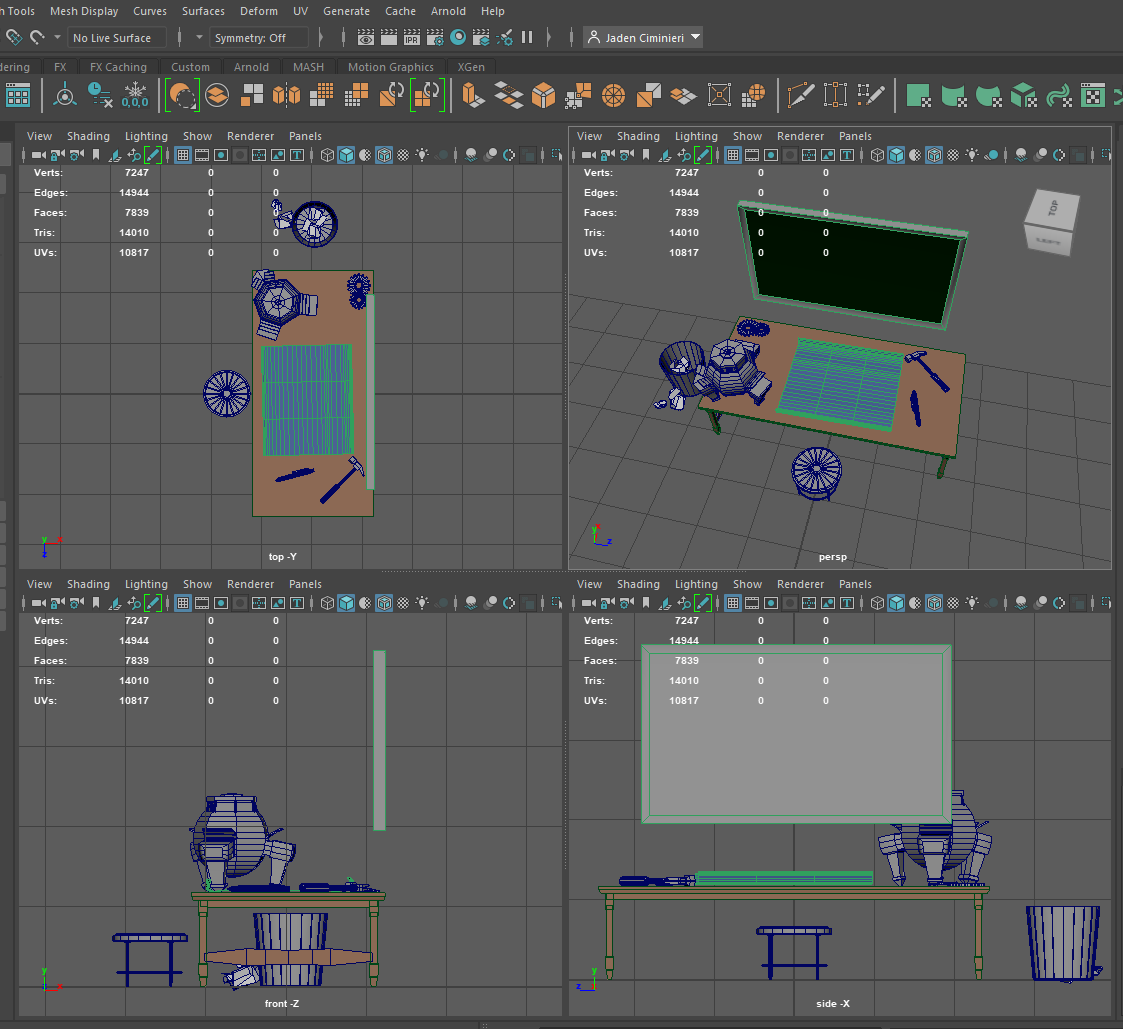 h Tools Mesh Display Curves Surfaces Deform UV Generate Cache Arnold Help
No Live Surface Symmetry: Off IPR Jaden Ciminieri
dering FX FX Caching Custom Arnold MASH Motion Graphics XGen
0,0,0
View Shading Lighting Show Renderer Panels
Verts: 7247 0 0
Edges: 14944 0 0
Faces: 7839 0 0
Tris: 14010 0 0
UVs: 10817 0 0
y x
z
top -Y
View Shading Lighting Show Renderer Panels
Verts: 7247 0 0
Edges: 14944 0 0
Faces: 7839 0 0
Tris: 14010 0 0
UVs: 10817 0 0
TOP
y
z
persp
View Shading Lighting Show Renderer Panels
Verts: 7247 0 0
Edges: 14944 0 0
Faces: 7839 0 0
Tris: 14010 0 0
UVs: 10817 0 0
y
x
front -Z
View Shading Lighting Show Renderer Panels
Verts: 7247 0 0
Edges: 14944 0 0
Faces: 7839 0 0
Tris: 14010 0 0
UVs: 10817 0 0
y
z
side -X